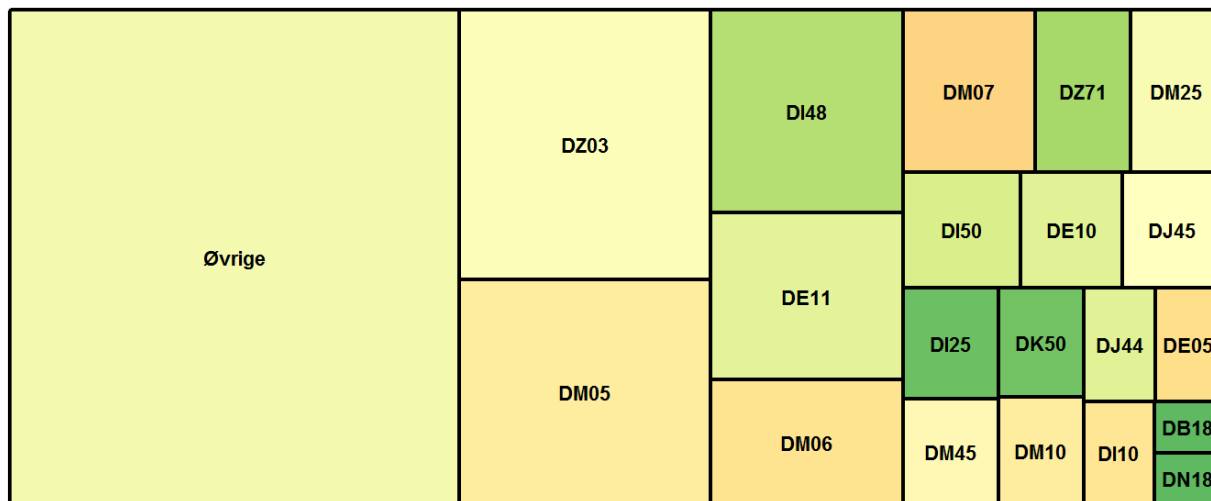 Øvrige
DZ03
DM05
DI48
DE11
DM06
DM07
DZ71
DM25
DI50
DE10
DJ45
DI25
DK50
DJ44
DE05
DM45
DM10
DI10
DB18
DN18